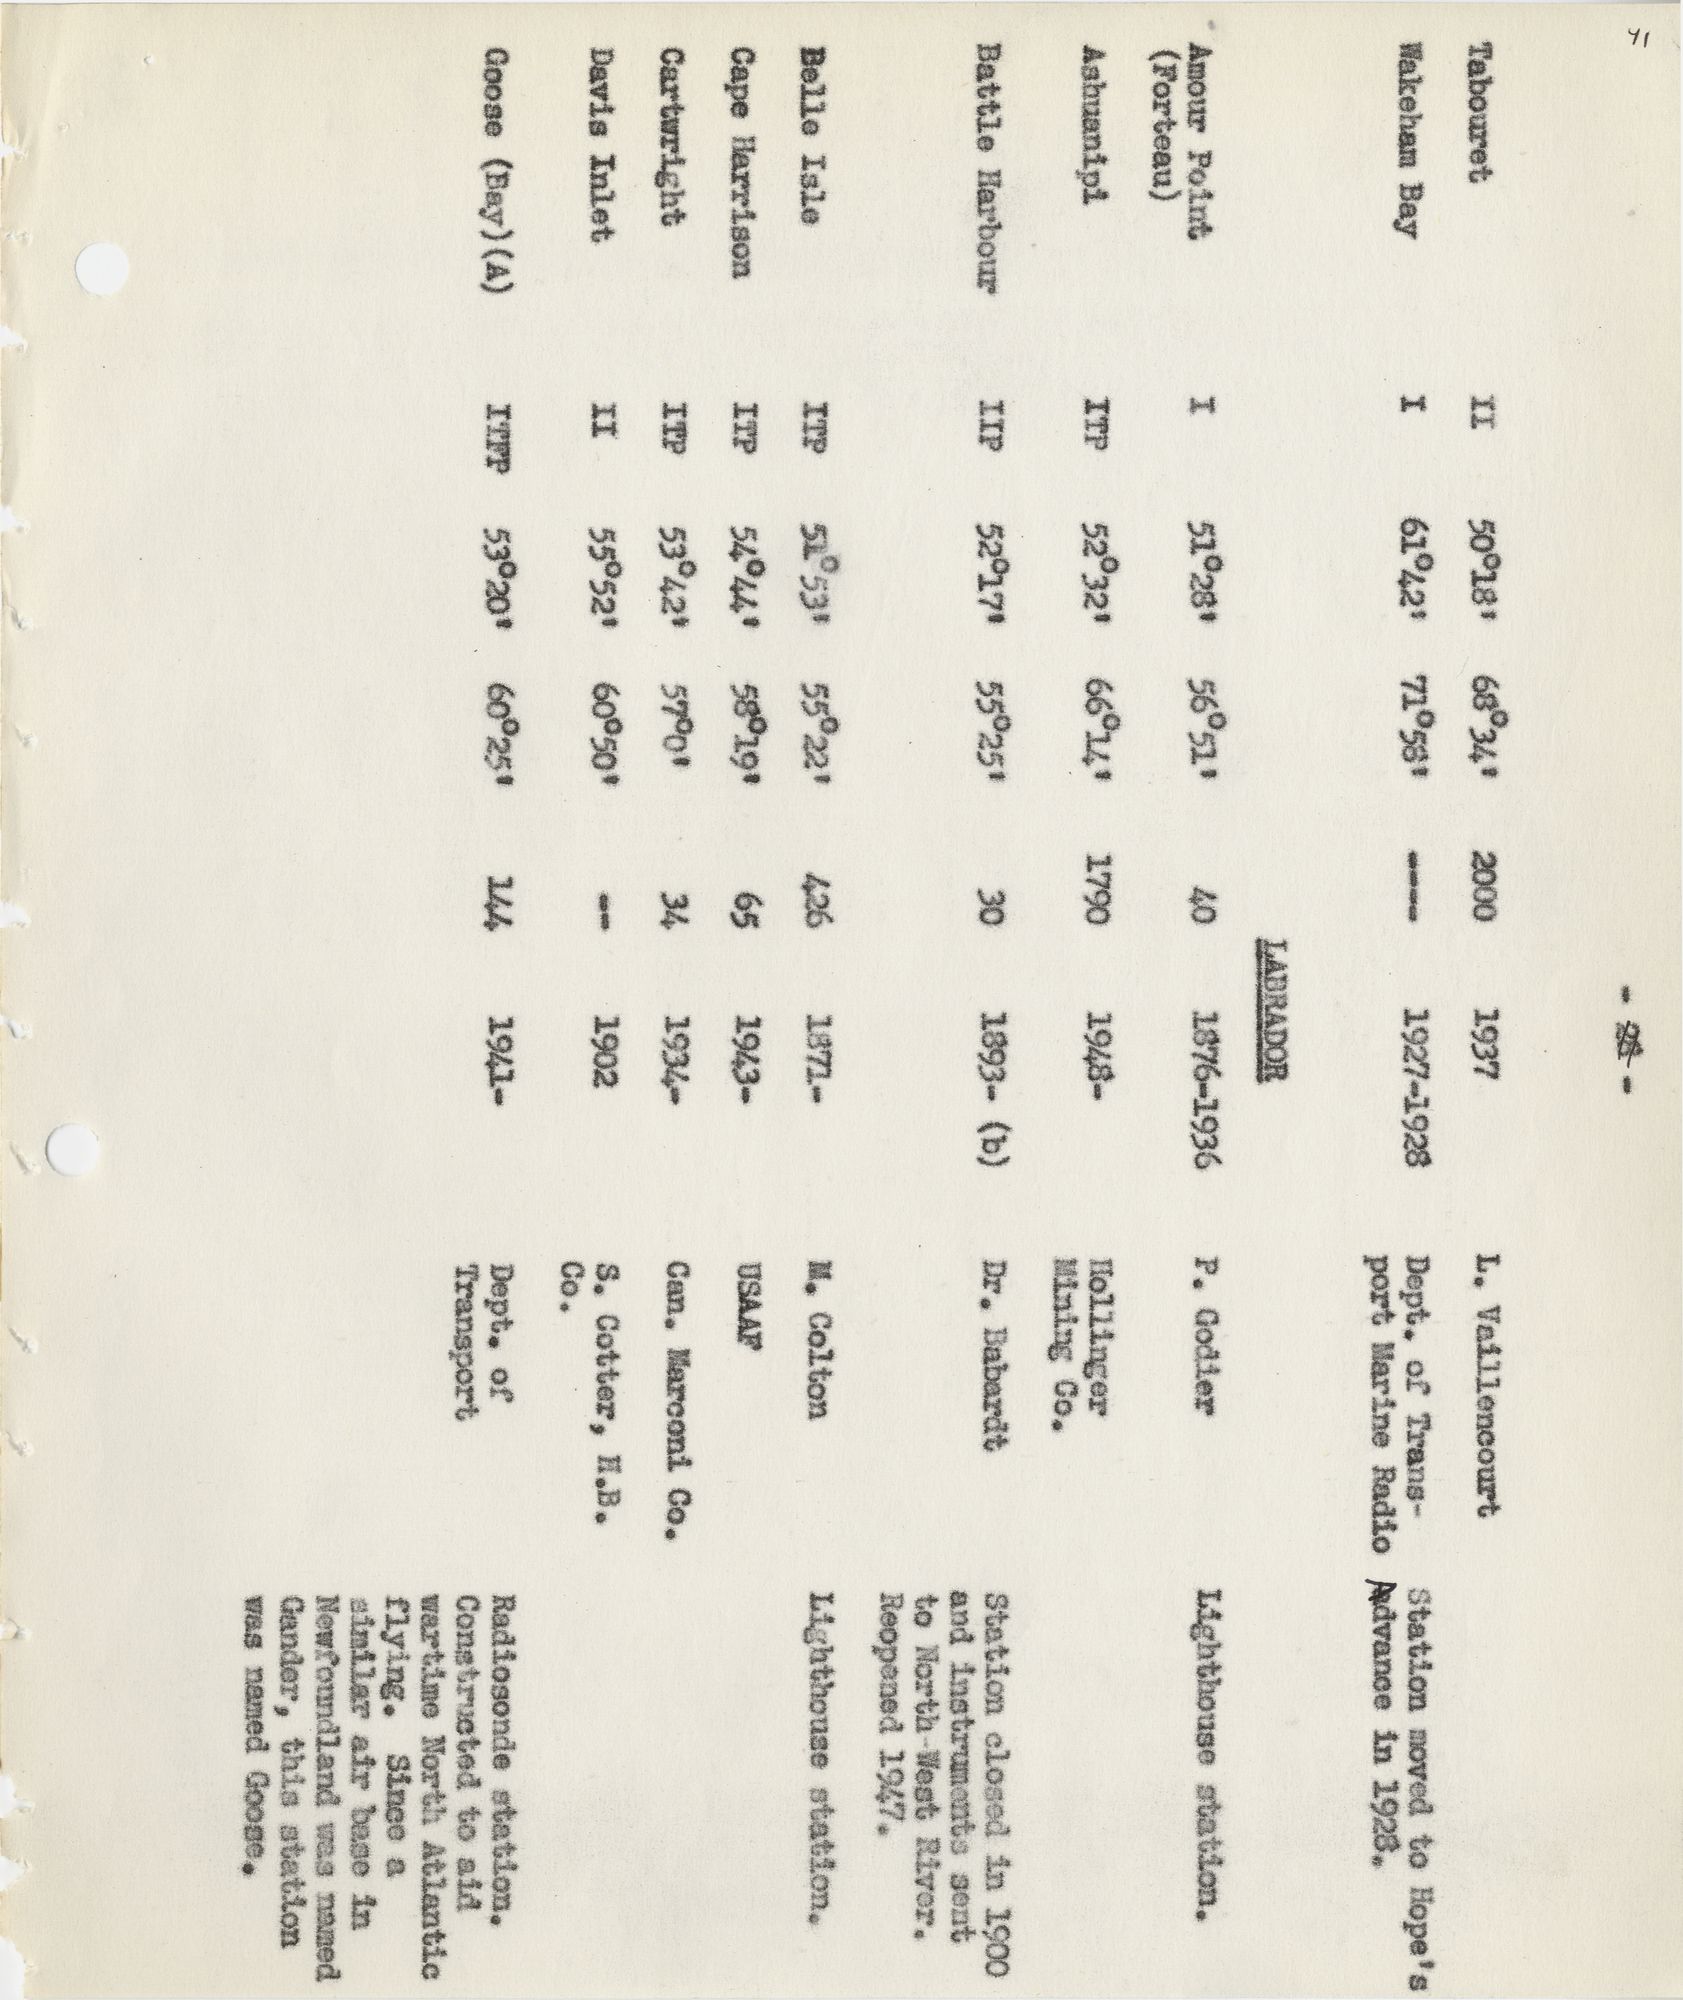 41
Tabouret II 50°18' 68°34' 2000 1937 L. Vaillencourt
Wakeham Bay I 61°42' 71°58' ---- 1927-1928 Dept. of Trans- Station moved to Hope's
port Marine Radio Advance in 1928.
LABRADOR
Amour Point I 51°28' 56°51' 40 1876-1936 P. Godier Lighthouse station.
(Forteau)
Ashuanipi ITP 52°32' 66°14' 1790 1948- Hollinger
Mining Co.
Battle Harbour IIP 52°17' 55°25' 30 1893- (b) Dr. Babardt Station closed in 1900
and instruments sent
to North-West River.
Reopened 1947.
Belle Isle ITP 51°53' 55°22' 426 1871- M. Colton Lighthouse station.
Cape Harrison ITP 54°44' 58°19' 65 1943- USAAF
Cartwright ITP 53°42' 57°0' 34 1934- Can. Marconi Co.
Davis Inlet II 55°52' 60°50' -- 1902 S. Cotter, H.B.
Co.
Goose (Bay)(A) ITFP 53°20' 60°25' 144 1941- Dept. of Radiosonde station.
Transport Constructed to aid
wartime North Atlantic
flying. Since a
similar air base in
Newfoundland was named
Gander, this station
was named Goose.